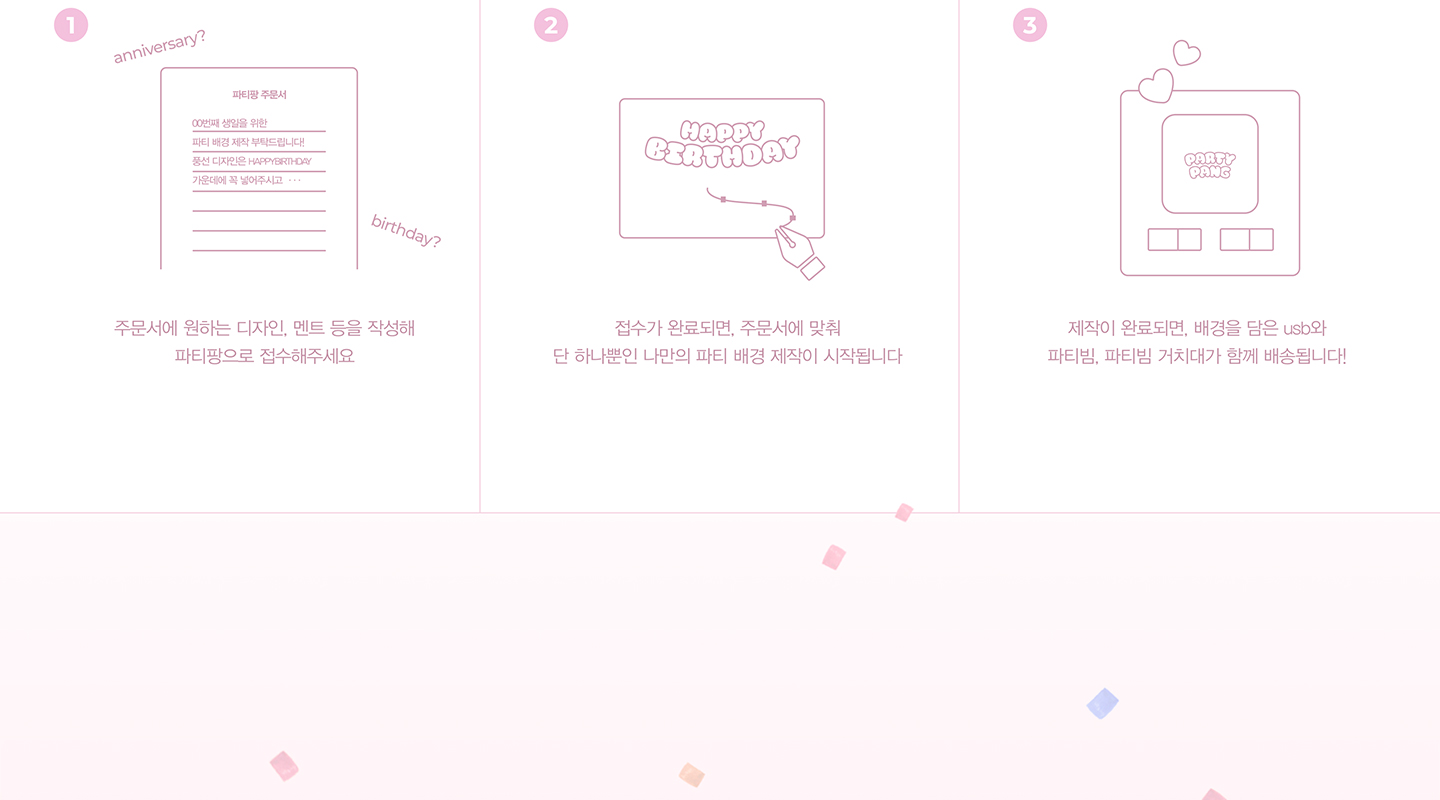 1
anniversary?
파티팡 주문서
00번째 생일을 위한
파티 배경 제작 부탁드립니다!
풍선 디자인은 HAPPYBIRTHDAY
가운데에 꼭 넣어주시고 ···
birthday?
주문서에 원하는 디자인, 멘트 등을 작성해
파티팡으로 접수해주세요
2
HAPPY
BIRTHDAY
접수가 완료되면, 주문서에 맞춰
단 하나뿐인 나만의 파티 배경 제작이 시작됩니다
3
PARTY
PANG
제작이 완료되면, 배경을 담은 usb와
파티빔, 파티빔 거치대가 함께 배송됩니다!